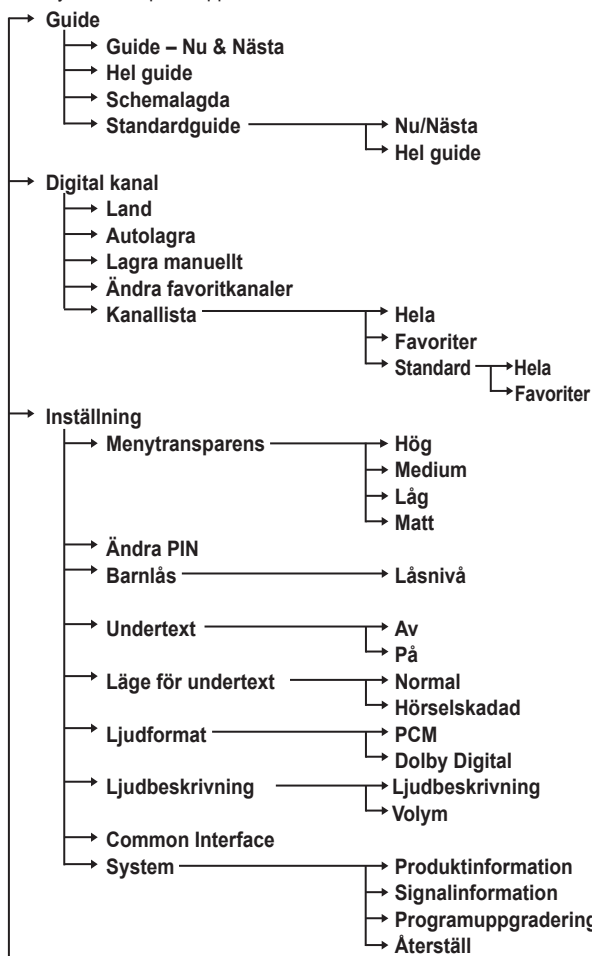 Guide
Guide – Nu & Nästa
Hel guide
Schemalagda
Standardguide Nu/Nästa
Hel guide
Digital kanal
Land
Autolagra
Lagra manuellt
Ändra favoritkanaler
Kanallista Hela
Favoriter
Standard Hela
Favoriter
Inställning
Menytransparens Hög
Medium
Låg
Matt
Ändra PIN
Barnlås Låsnivå
Undertext Av
På
Läge för undertext Normal
Hörselskadad
Ljudformat PCM
Dolby Digital
Ljudbeskrivning Ljudbeskrivning
Volym
Common Interface
System Produktinformation
Signalinformation
Programuppgradering
Återställ